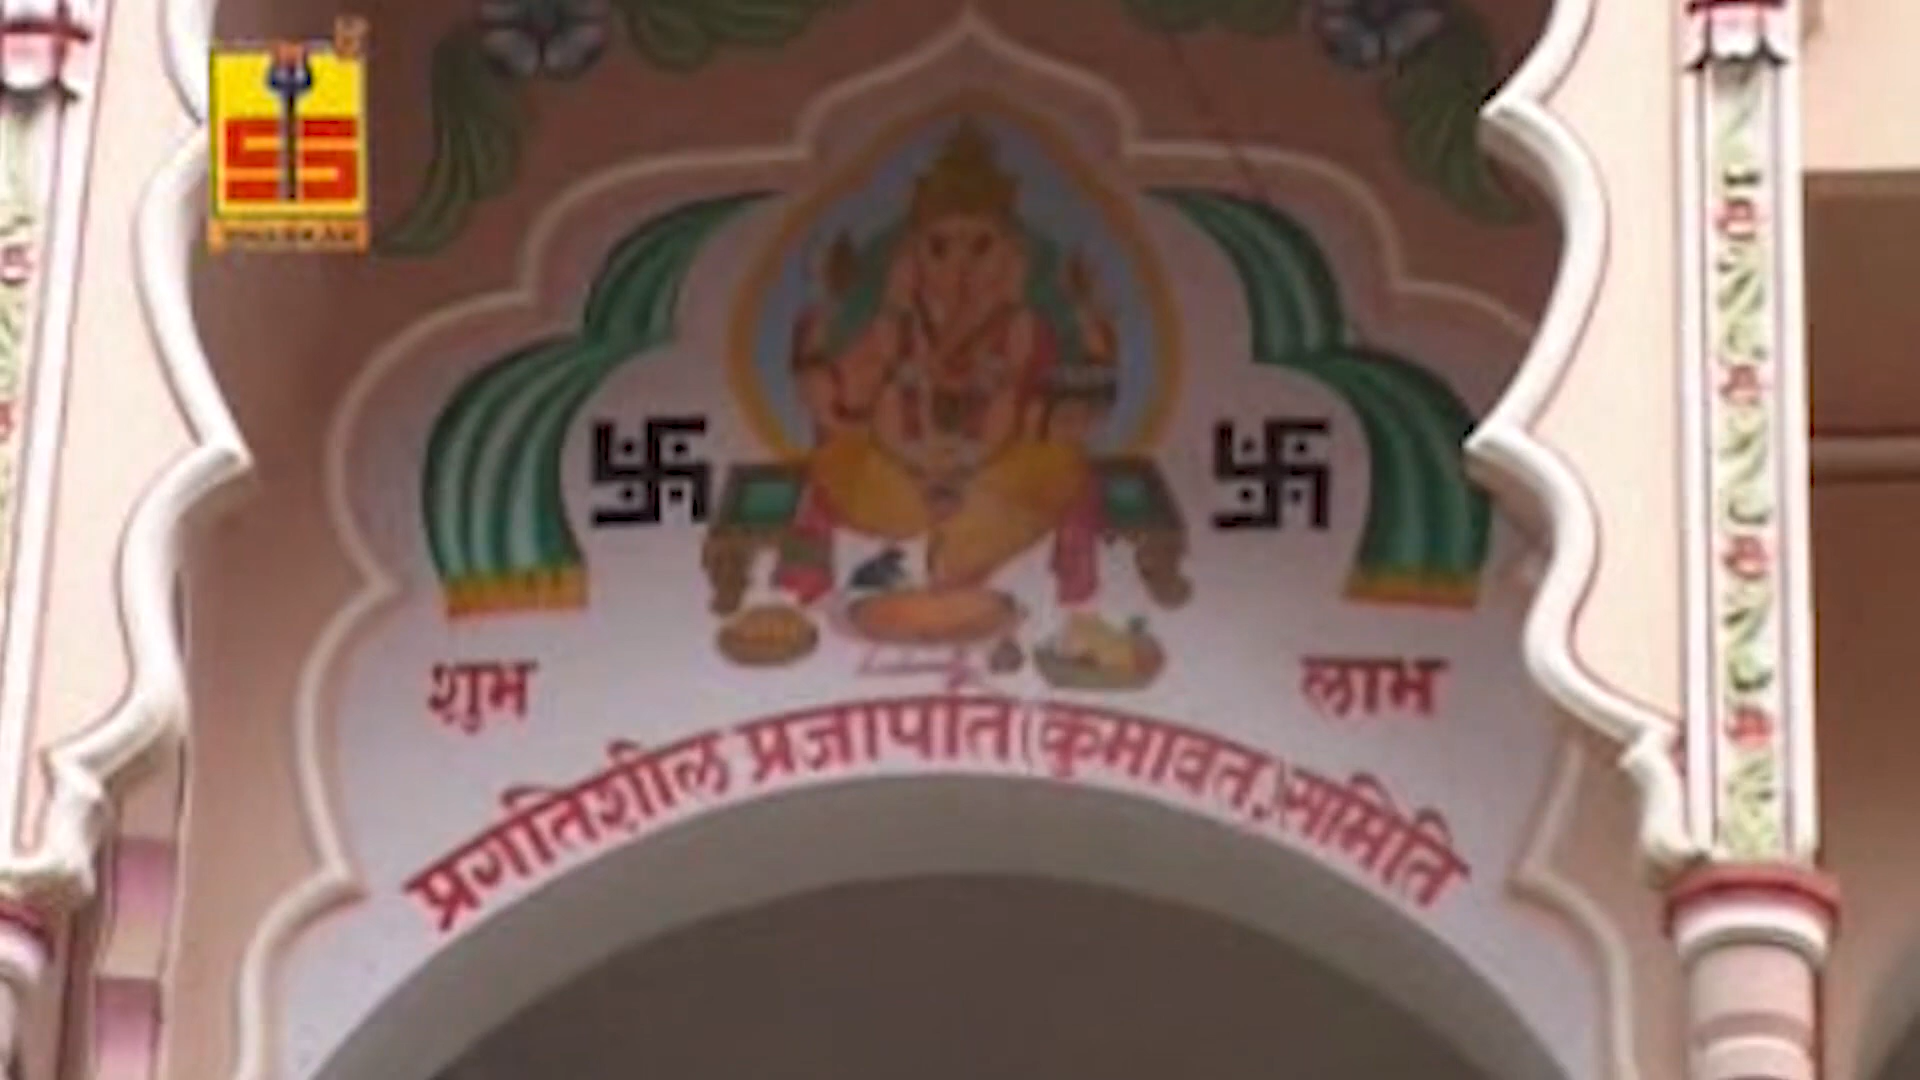 शुभ
लाभ
प्रगतिशील प्रजापति (कुमावत) समिति